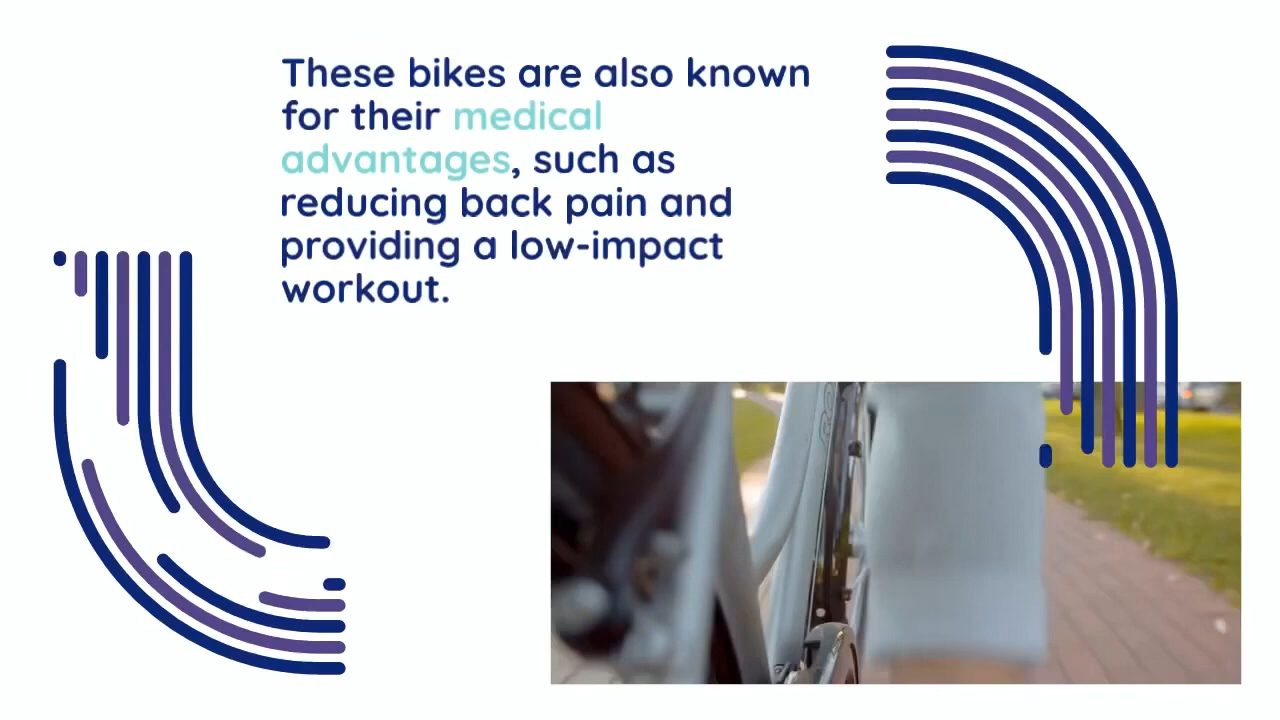 These bikes are also known
for their medical
advantages, such as
reducing back pain and
providing a low-impact
workout.